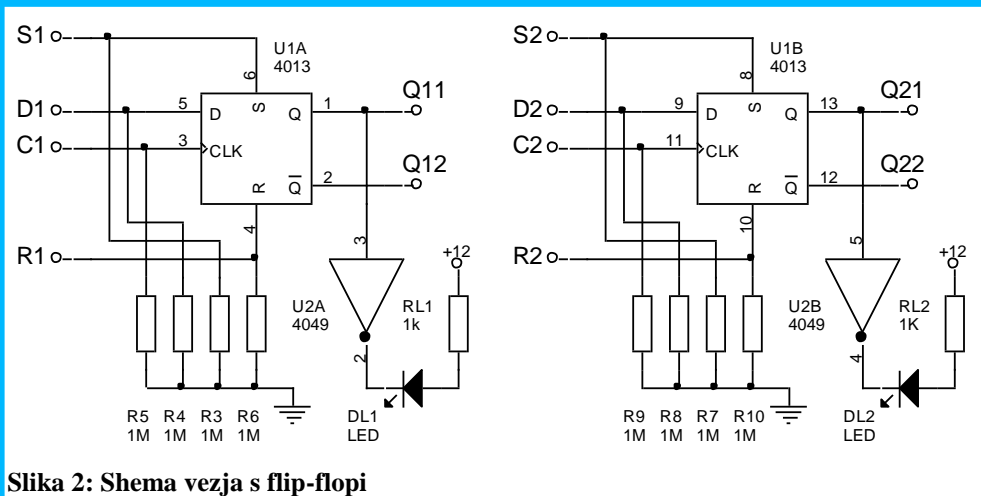 S1
U1A
4013
6
S
D1
5
D
Q
1
Q11
C1
3
CLK
Q12
R
Q̅
2
4
R1
3
U2A
4049
RL1
1k
+12
2
R5 R4 R3 R6
1M 1M 1M 1M
DL1
LED
S2
U1B
4013
8
S
D2
9
D
Q
13
Q21
C2
11
CLK
Q22
R
Q̅
12
10
R2
5
U2B
4049
RL2
1K
+12
4
R9 R8 R7 R10
1M 1M 1M 1M
DL2
LED
Slika 2: Shema vezja s flip-flopi